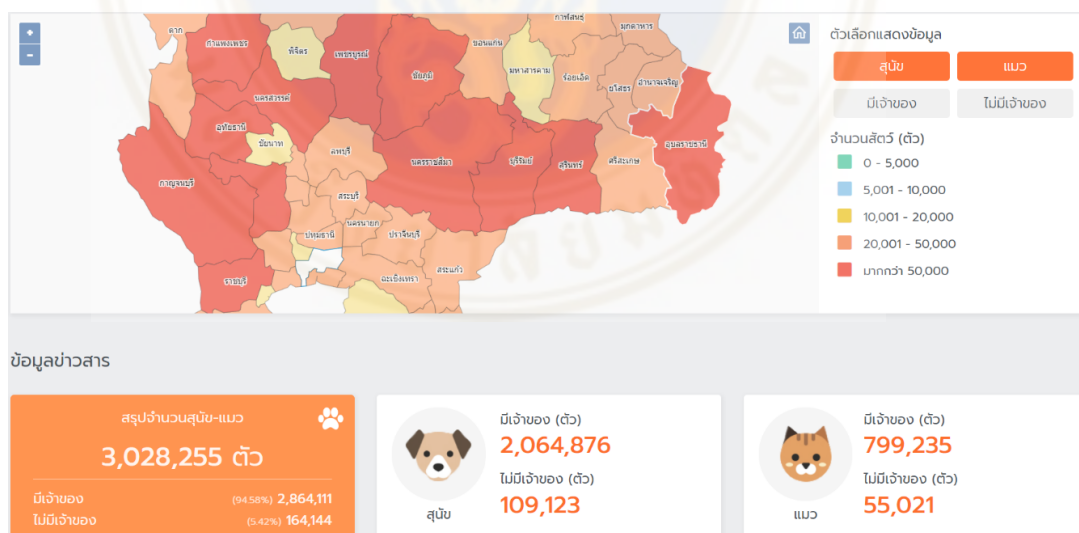 กาฬสินธุ์
มุกดาหาร
ตาก
กำแพงเพชร
พิจิตร
เพชรบูรณ์
ขอนแก่น
ชัยภูมิ
มหาสารคาม
ร้อยเอ็ด
ยโสธร
อำนาจเจริญ
นครสวรรค์
อุทัยธานี
ชัยนาท
ลพบุรี
นครราชสีมา
บุรีรัมย์
สุรินทร์
ศรีสะเกษ
อุบลราชธานี
กาญจนบุรี
สระบุรี
นครนายก
ปทุมธานี
ปราจีนบุรี
ราชบุรี
ฉะเชิงเทรา
สระแก้ว
ตัวเลือกแสดงข้อมูล
สุนัข แมว
มีเจ้าของ ไม่มีเจ้าของ
จำนวนสัตว์ (ตัว)
0 - 5,000
5,001 - 10,000
10,001 - 20,000
20,001 - 50,000
มากกว่า 50,000
ข้อมูลข่าวสาร
สรุปจำนวนสุนัข-แมว
3,028,255 ตัว
มีเจ้าของ (94.58%) 2,864,111
ไม่มีเจ้าของ (5.42%) 164,144
มีเจ้าของ (ตัว)
2,064,876
ไม่มีเจ้าของ (ตัว)
109,123
สุนัข
มีเจ้าของ (ตัว)
799,235
ไม่มีเจ้าของ (ตัว)
55,021
แมว